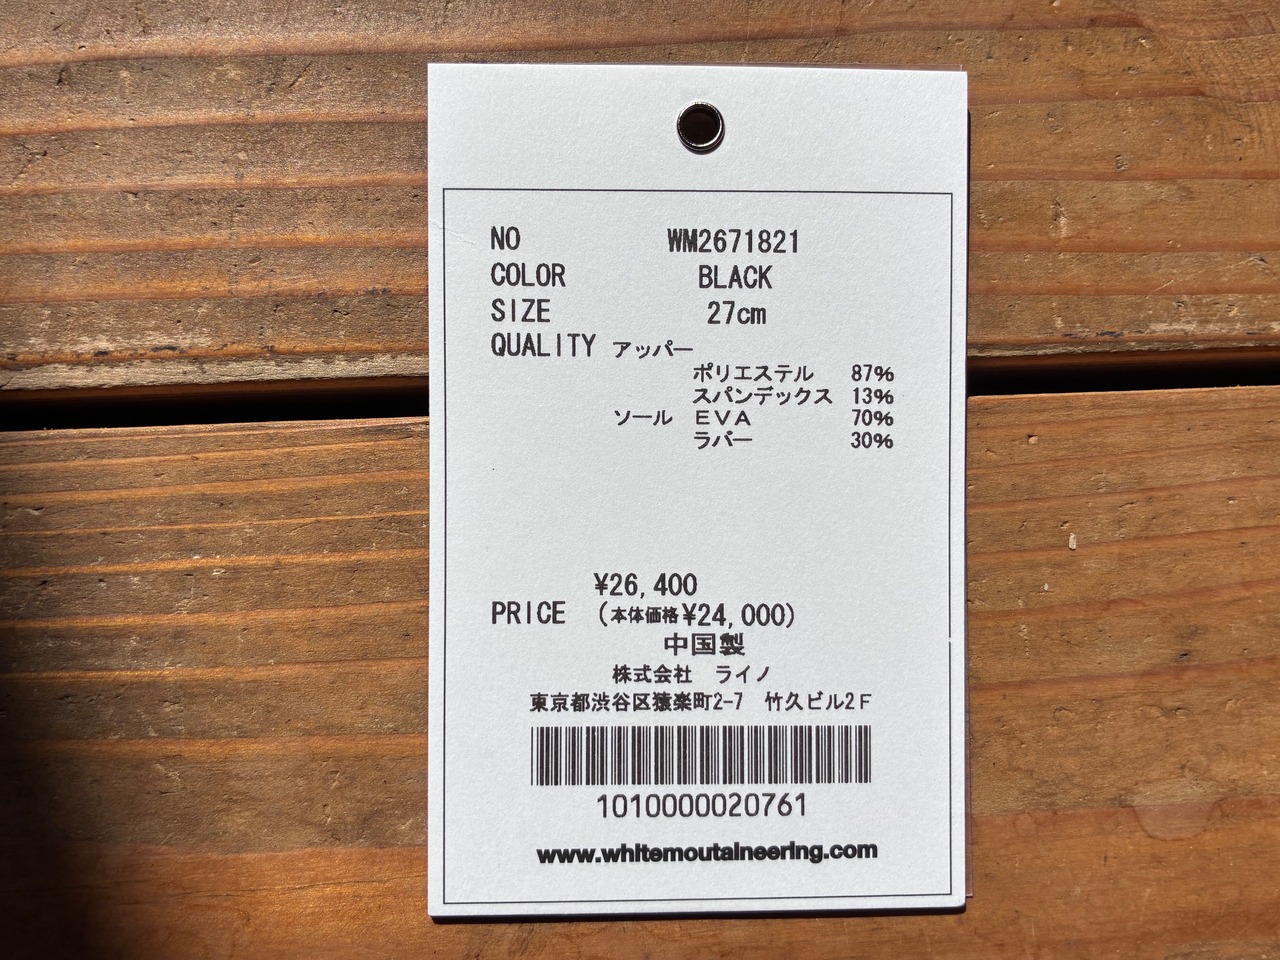 NO WM2671821
COLOR BLACK
SIZE 27cm
QUALITY アッパー
ポリエステル 87%
スパンデックス 13%
ソール EVA 70%
ラバー 30%
¥26,400
PRICE (本体価格¥24,000)
中国製
株式会社 ライノ
東京都渋谷区猿楽町2-7 竹久ビル2F
1010000020761
www.whitemoutaineering.com